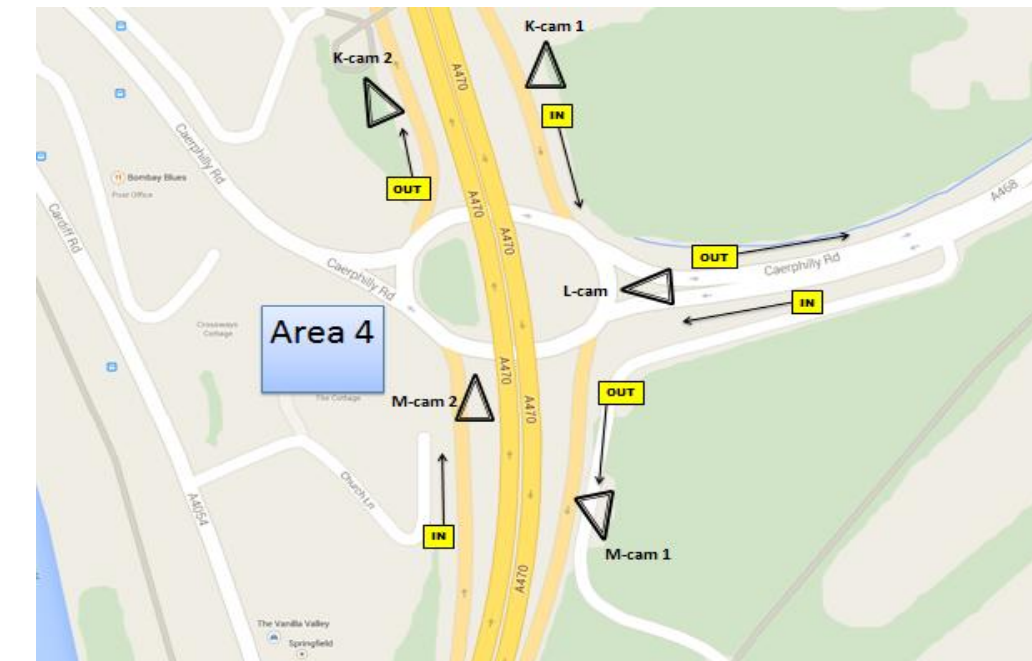 K-cam 1
K-cam 2
A470
IN
Caerphilly Rd
Bombay Blues
Post Office
OUT
A470
A470
A468
Cardiff Rd
OUT
Caerphilly Rd
Caerphilly Rd
L-cam
IN
Area 4
Crossways
Cottage
A470
The Cottage
M-cam 2
A470
OUT
Church Ln
A4054
IN
M-cam 1
A470
The Vanilla Valley
Springfield